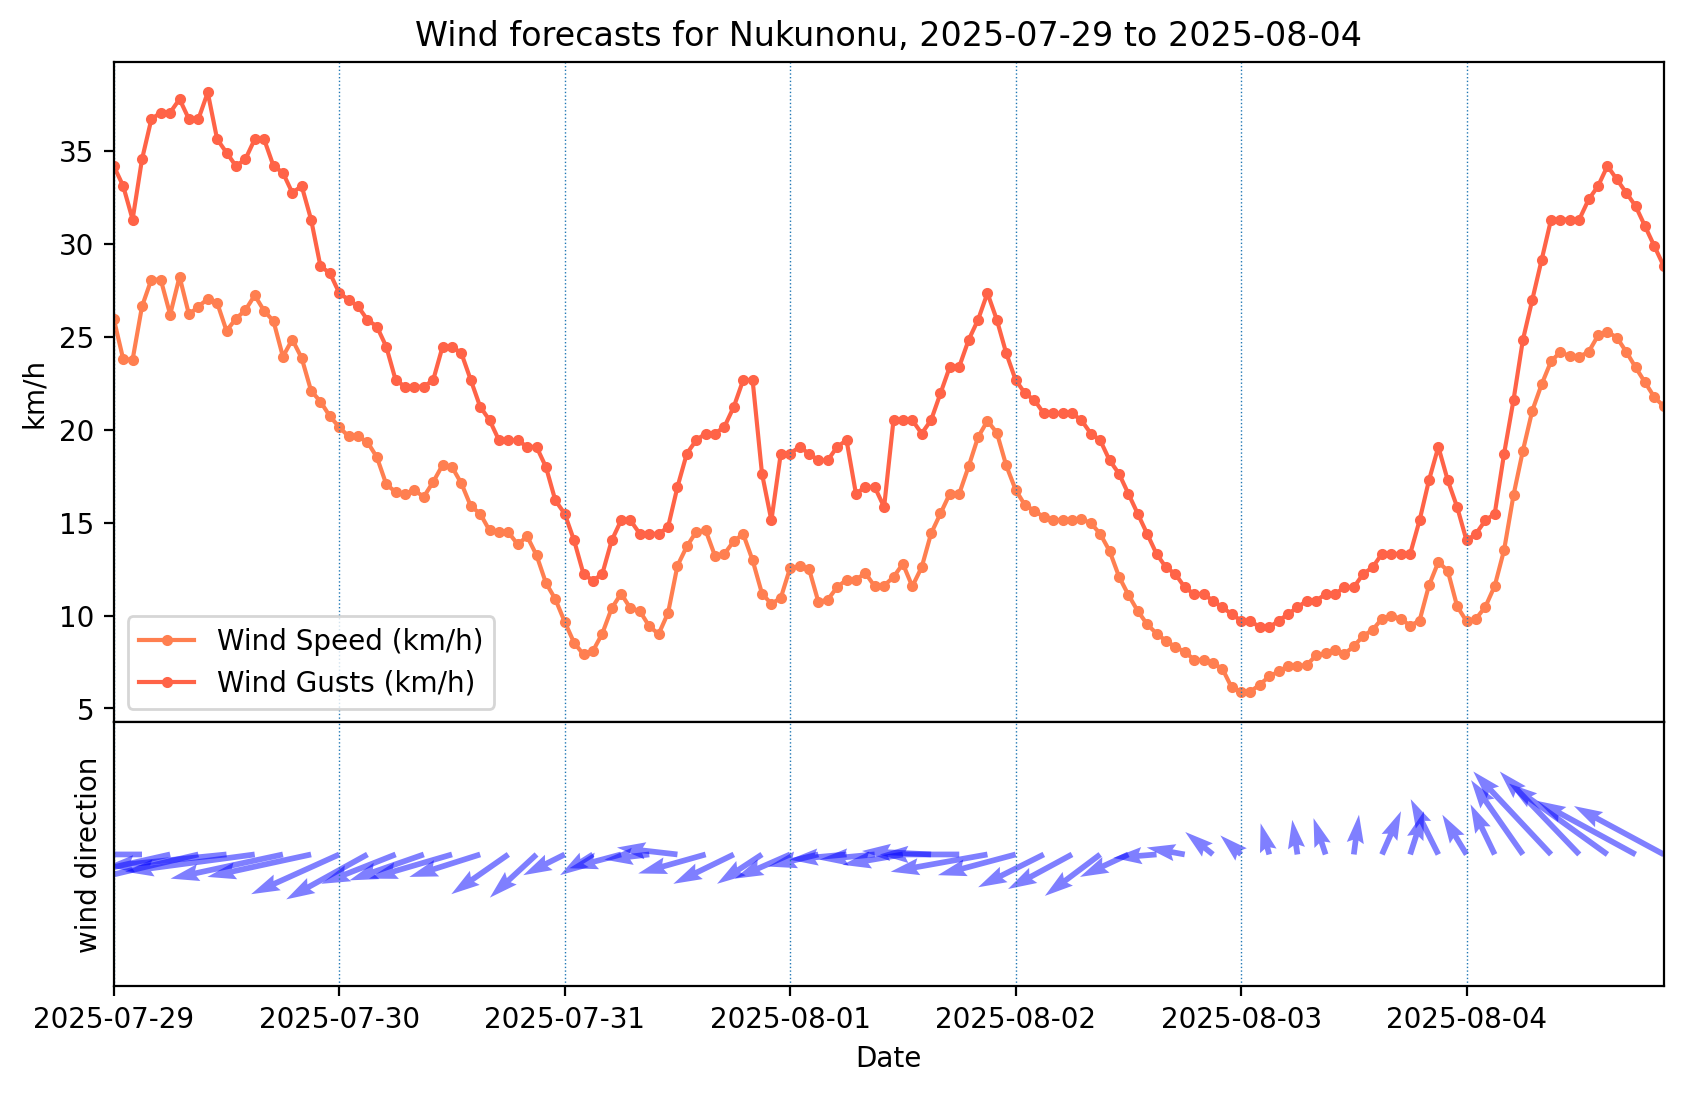 Wind forecasts for Nukunonu, 2025-07-29 to 2025-08-04
km/h
35
30
25
20
15
10
5
Wind Speed (km/h)
Wind Gusts (km/h)
wind direction
2025-07-29
2025-07-30
2025-07-31
2025-08-01
2025-08-02
2025-08-03
2025-08-04
Date